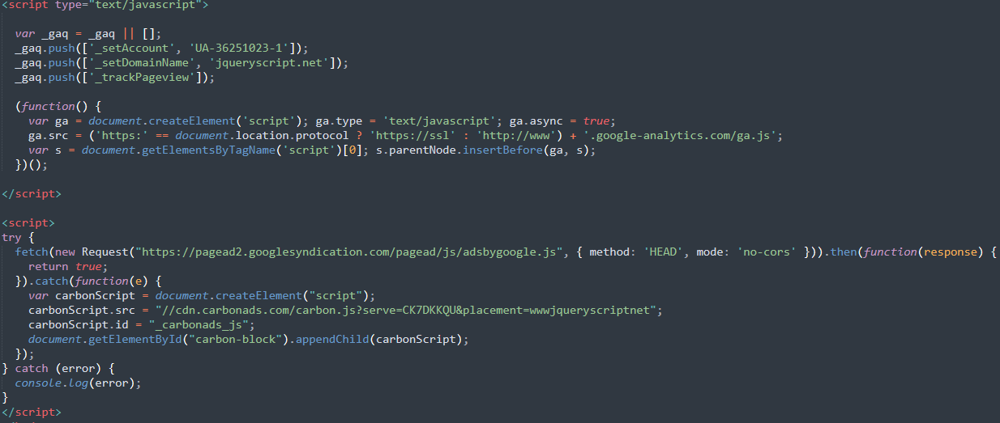 <script type="text/javascript">
var _gaq = _gaq || [];
_gaq.push(['_setAccount', 'UA-36251023-1']);
_gaq.push(['_setDomainName', 'jqueryscript.net']);
_gaq.push(['_trackPageview']);
(function() {
var ga = document.createElement('script'); ga.type = 'text/javascript'; ga.async = true;
ga.src = ('https:' == document.location.protocol ? 'https://ssl' : 'http://www') + '.google-analytics.com/ga.js';
var s = document.getElementsByTagName('script')[0]; s.parentNode.insertBefore(ga, s);
})();
</script>
<script>
try {
fetch(new Request("https://pagead2.googlesyndication.com/pagead/js/adsbygoogle.js", { method: 'HEAD', mode: 'no-cors' })).then(function(response) {
return true;
}).catch(function(e) {
var carbonScript = document.createElement("script");
carbonScript.src = "//cdn.carbonads.com/carbon.js?serve=CK7DKKQU&placement=wwwjqueryscriptnet";
carbonScript.id = "_carbonads_js";
document.getElementById("carbon-block").appendChild(carbonScript);
});
} catch (error) {
console.log(error);
}
</script>